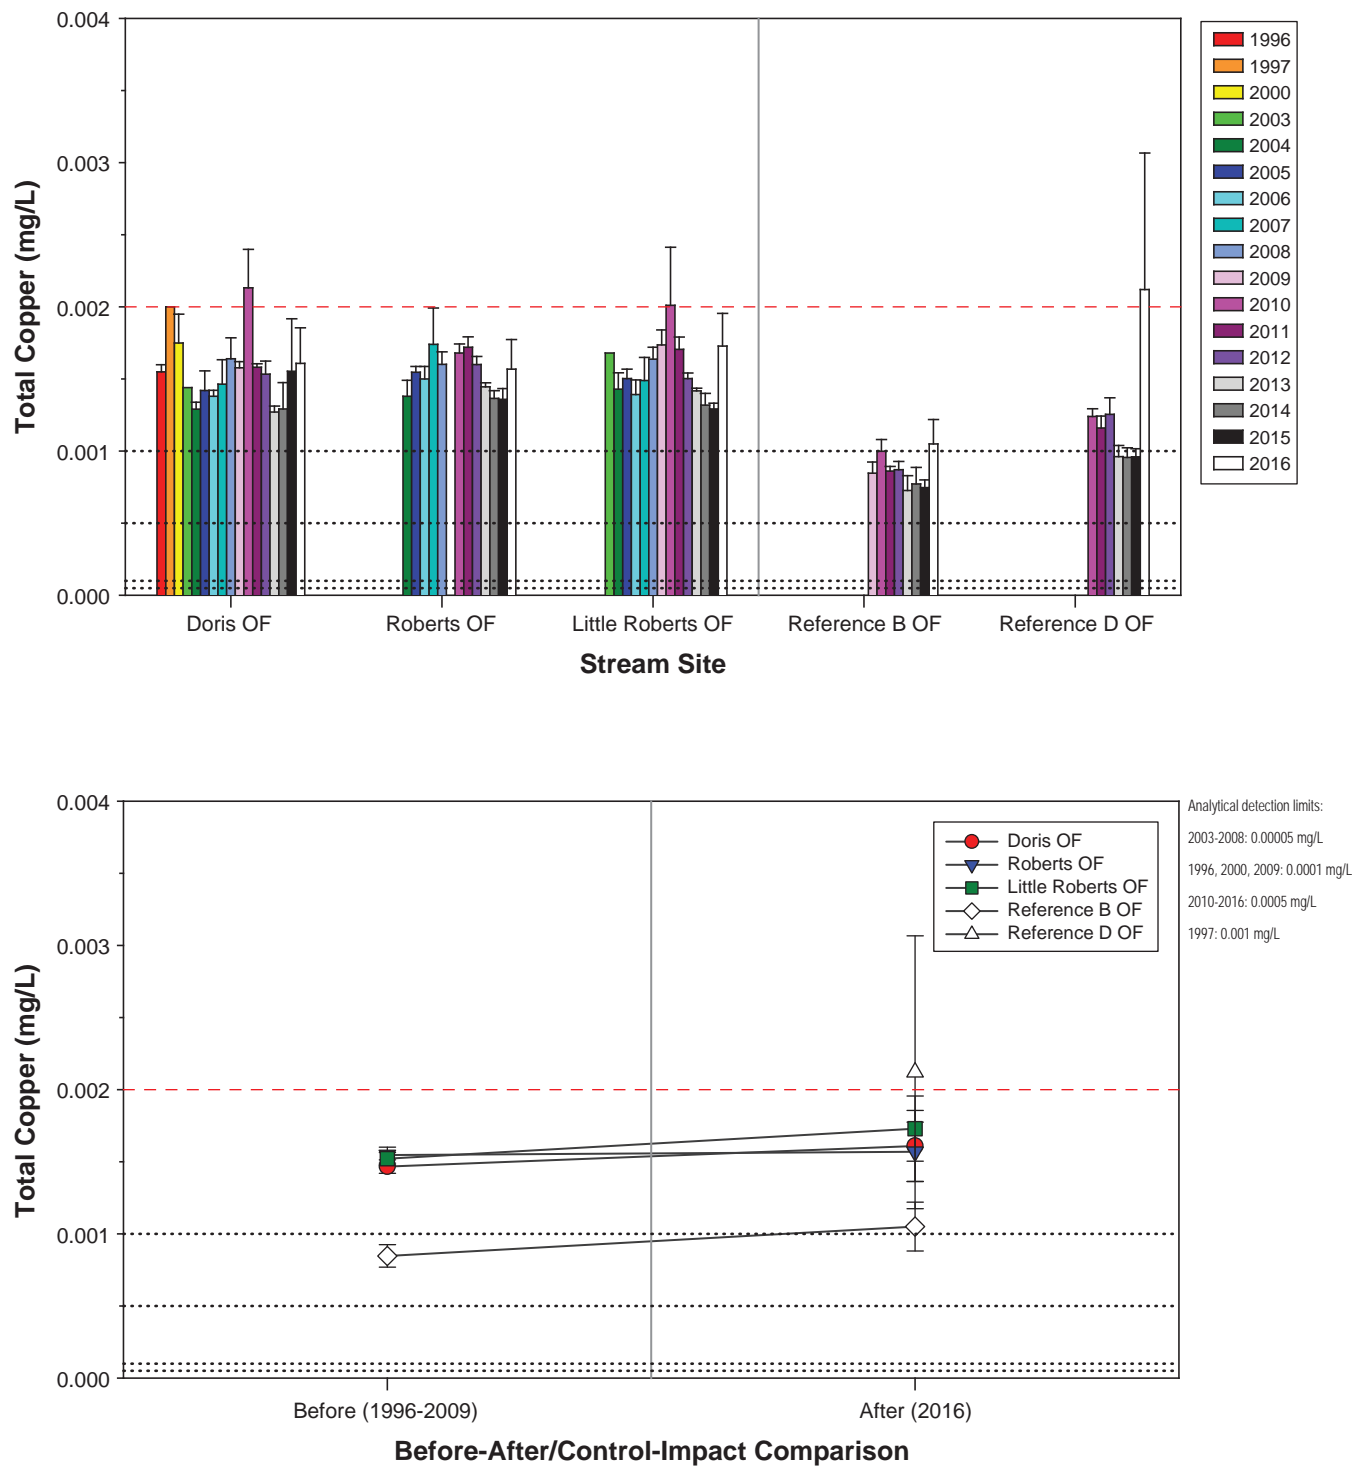 0.004
0.003
0.002
0.001
0.000
Total Copper (mg/L)
Doris OF
Roberts OF
Little Roberts OF
Reference B OF
Reference D OF
Stream Site
1996
1997
2000
2003
2004
2005
2006
2007
2008
2009
2010
2011
2012
2013
2014
2015
2016
0.004
0.003
0.002
0.001
0.000
Total Copper (mg/L)
Doris OF
Roberts OF
Little Roberts OF
Reference B OF
Reference D OF
Analytical detection limits:
2003-2008: 0.00005 mg/L
1996, 2000, 2009: 0.0001 mg/L
2010-2016: 0.0005 mg/L
1997: 0.001 mg/L
Before (1996-2009)
After (2016)
Before-After/Control-Impact Comparison